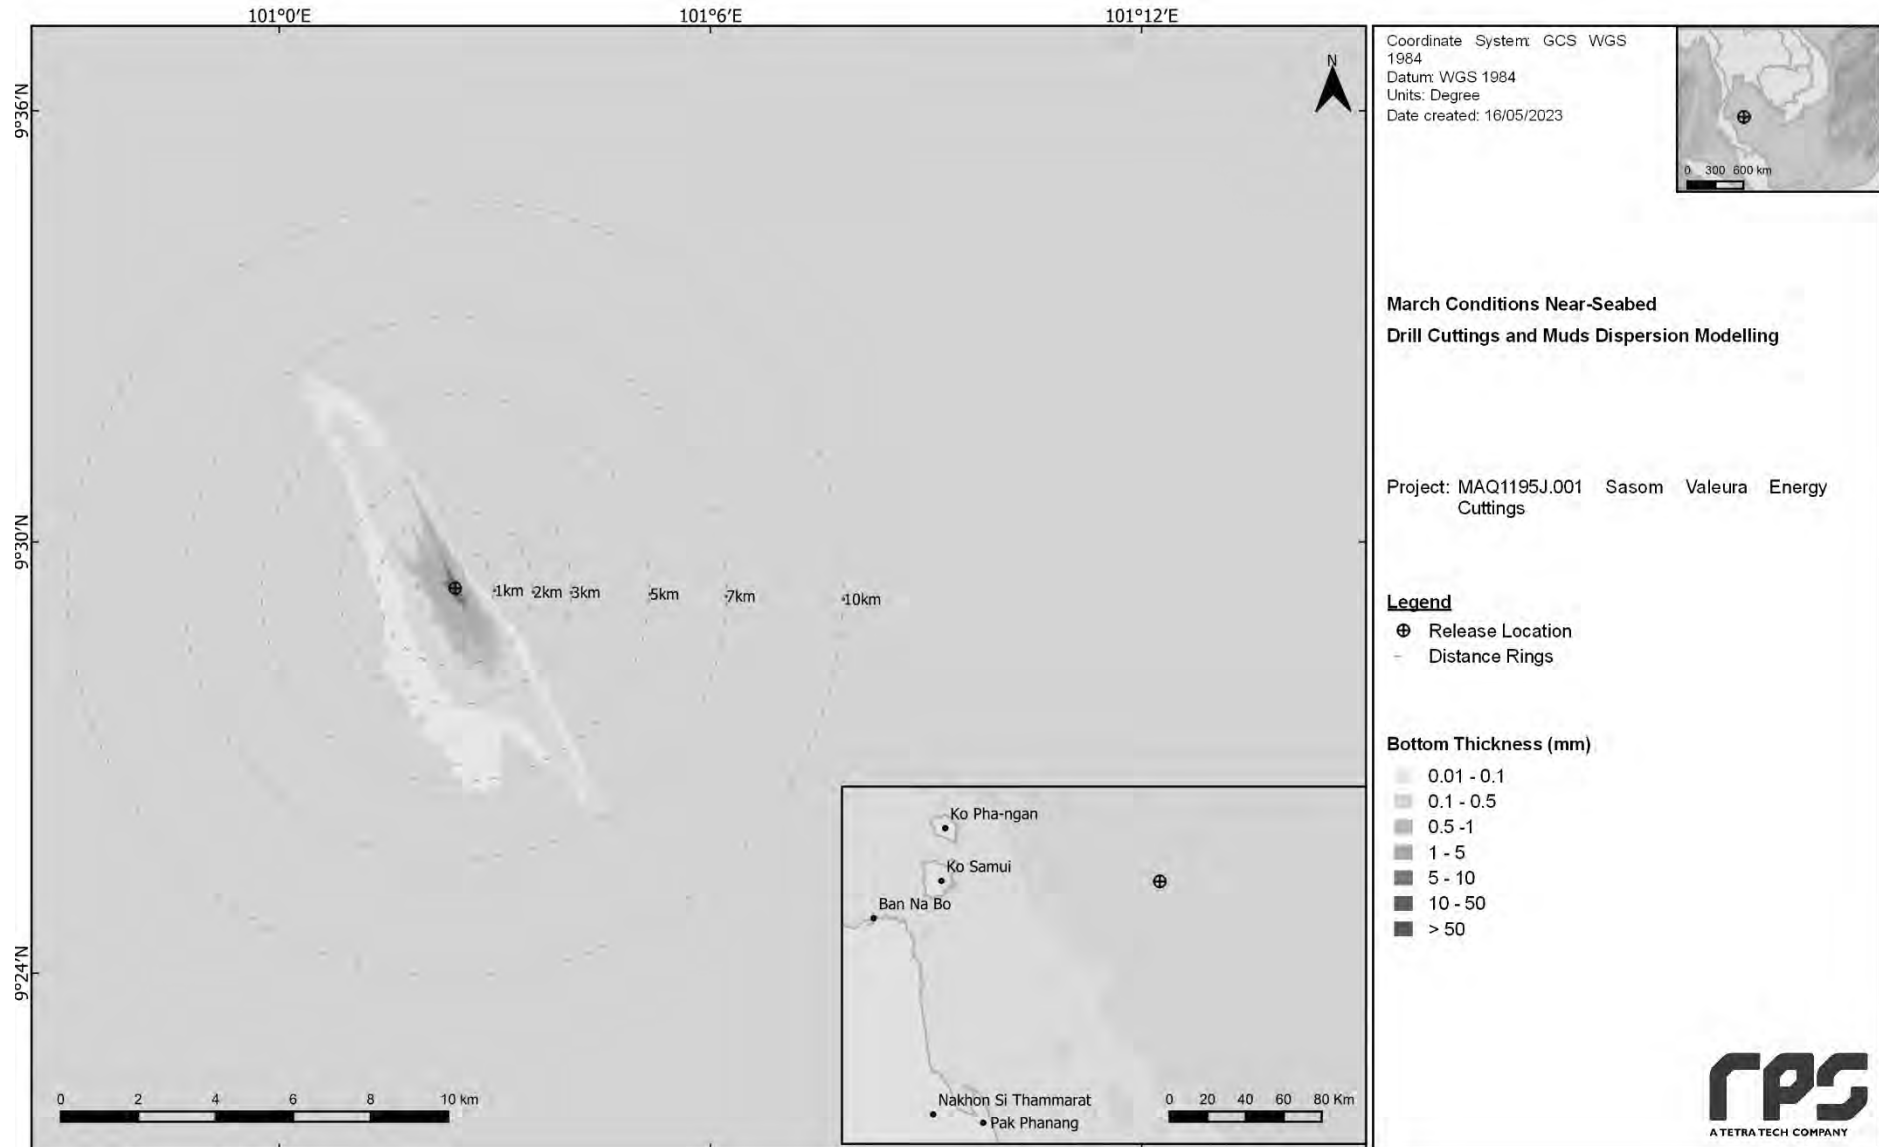 101°0'E
101°6'E
101°12'E
9°36'N
9°30'N
9°24'N
N
1km
2km
3km
5km
7km
10km
0 2 4 6 8 10 km
Ko Pha-ngan
Ko Samui
Ban Na Bo
Nakhon Si Thammarat
Pak Phanang
0 20 40 60 80 Km
Coordinate System: GCS WGS
1984
Datum: WGS 1984
Units: Degree
Date created: 16/05/2023
0 300 600 km
March Conditions Near-Seabed
Drill Cuttings and Muds Dispersion Modelling
Project: MAQ1195J.001 Sasom Valeura Energy
Cuttings
Legend
Release Location
Distance Rings
Bottom Thickness (mm)
0.01 - 0.1
0.1 - 0.5
0.5 -1
1 - 5
5 - 10
10 - 50
> 50
rps
A TETRA TECH COMPANY